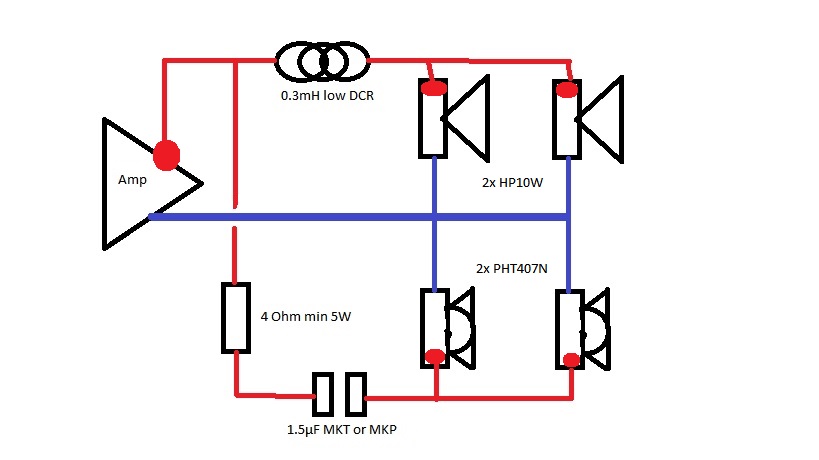 0.3mH low DCR
Amp
2x HP10W
2x PHT407N
4 Ohm min 5W
1.5µF MKT or MKP